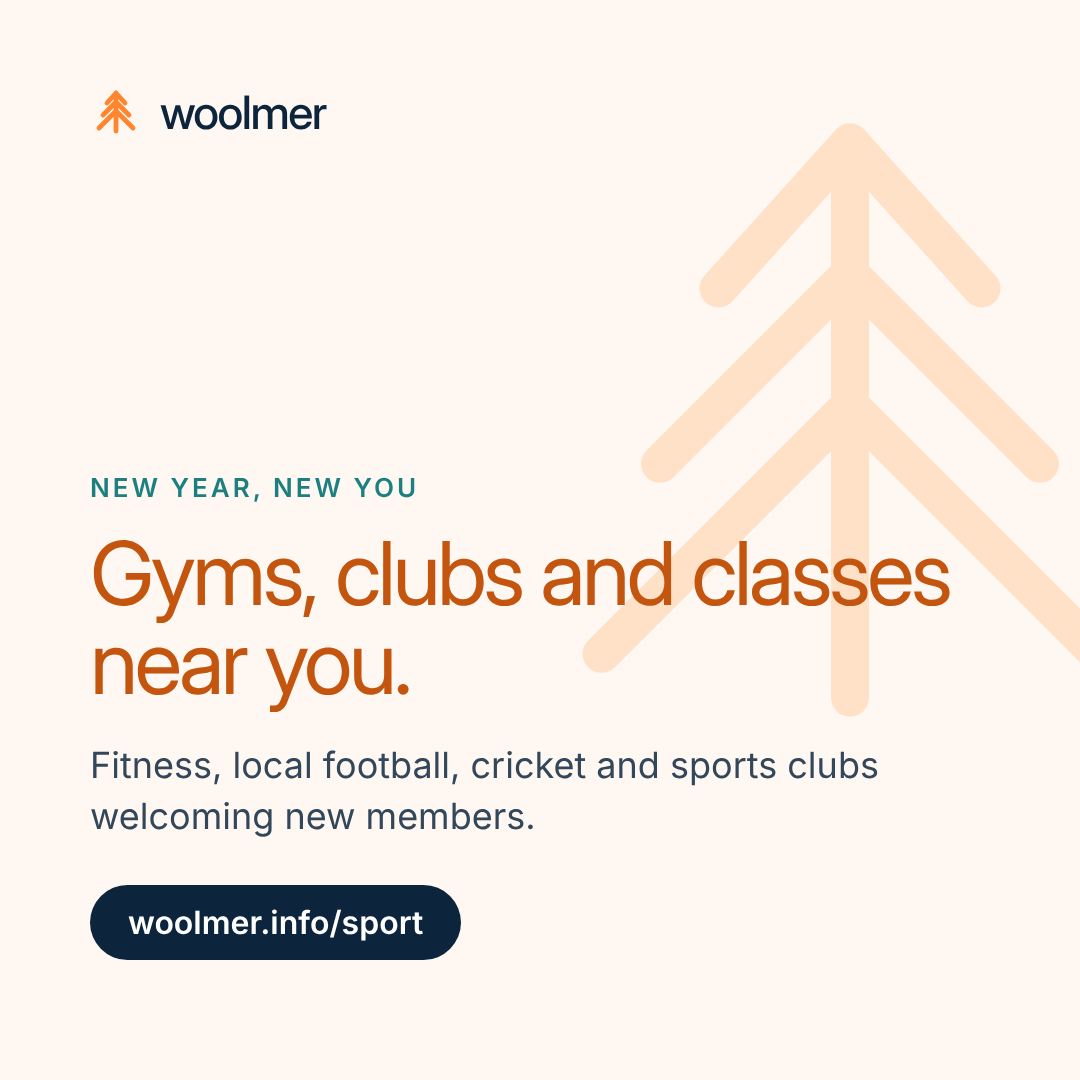 woolmer
NEW YEAR, NEW YOU
Gyms, clubs and classes
near you.
Fitness, local football, cricket and sports clubs
welcoming new members.
woolmer.info/sport